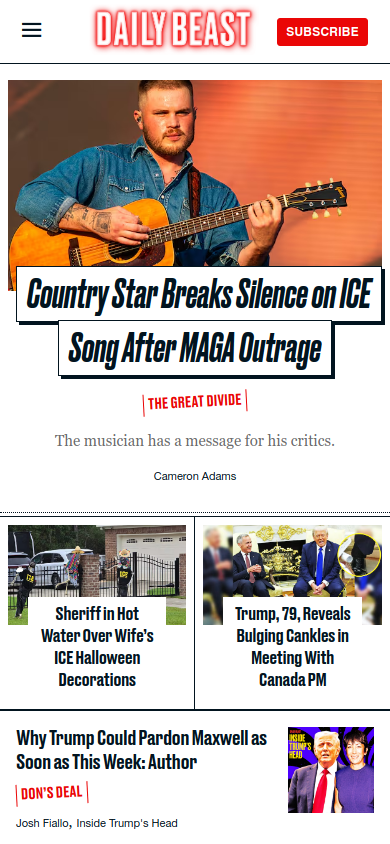 DAILY BEAST
SUBSCRIBE
Country Star Breaks Silence on ICE
Song After MAGA Outrage
THE GREAT DIVIDE
The musician has a message for his critics.
Cameron Adams
Sheriff in Hot
Water Over Wife's
ICE Halloween
Decorations
Trump, 79, Reveals
Bulging Cankles in
Meeting With
Canada PM
Why Trump Could Pardon Maxwell as
Soon as This Week: Author
DON'S DEAL
Josh Fiallo, Inside Trump's Head
INSIDE
TRUMP'S
HEAD